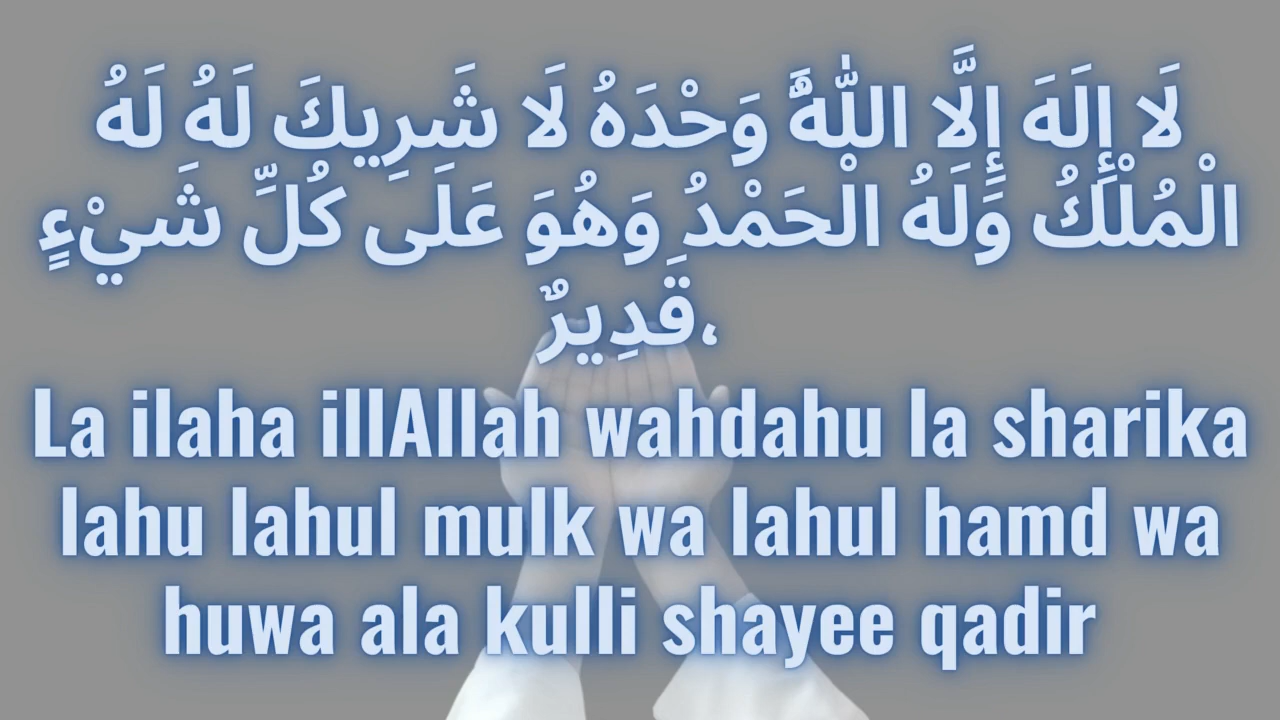 لَا إِلَهَ إِلَّا اللّٰهَُ وَحْدَهُ لَا شَرِيكَ لَهُ لَهُ
الْمُلْكُ وَلَهُ الْحَمْدُ وَهُوَ عَلَى كُلِّ شَيْءٍ
،قَدِيرٌ
La ilaha illAllah wahdahu la sharika
lahu lahul mulk wa lahul hamd wa
huwa ala kulli shayee qadir